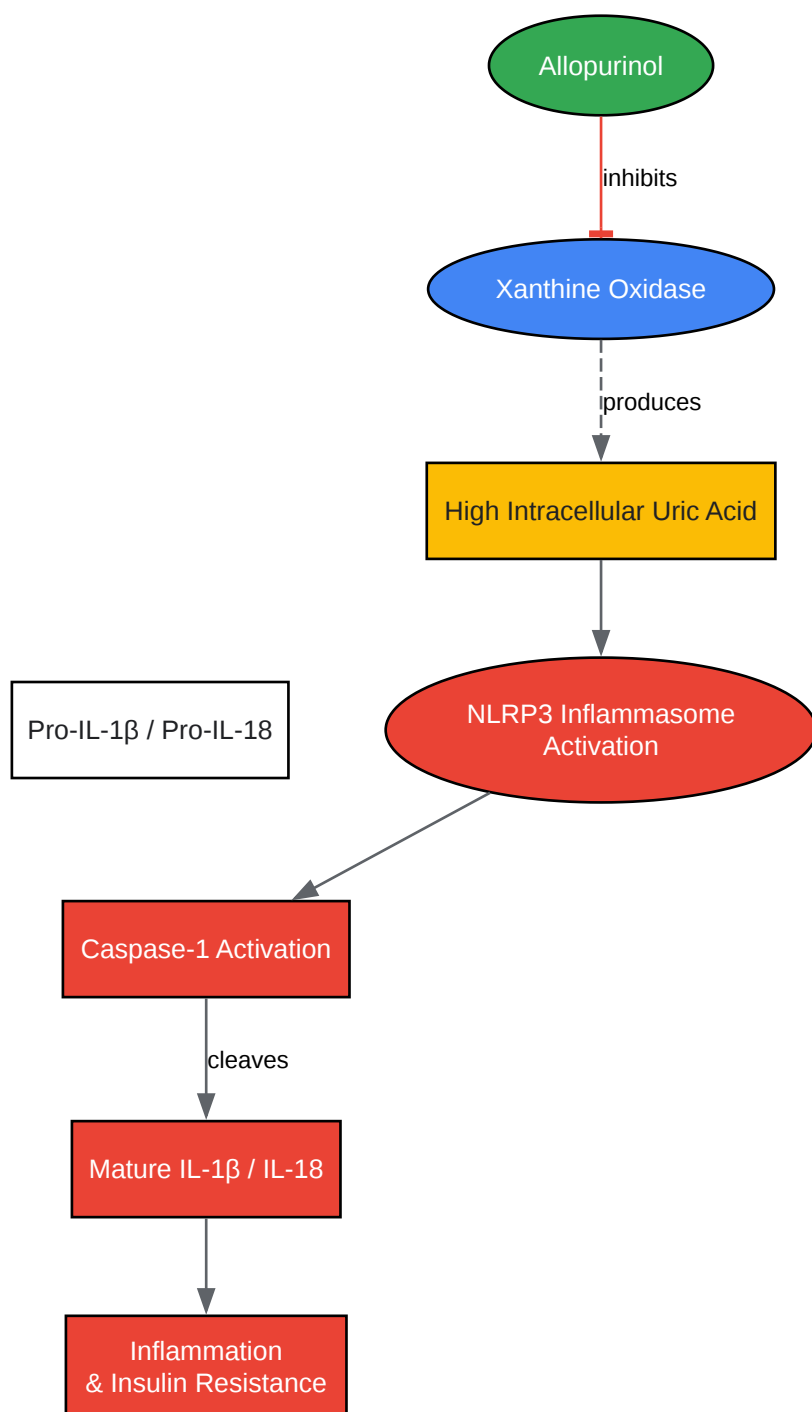 Allopurinol
inhibits
Xanthine Oxidase
produces
High Intracellular Uric Acid
Pro-IL-1β / Pro-IL-18
NLRP3 Inflammasome
Activation
Caspase-1 Activation
cleaves
Mature IL-1β / IL-18
Inflammation
& Insulin Resistance